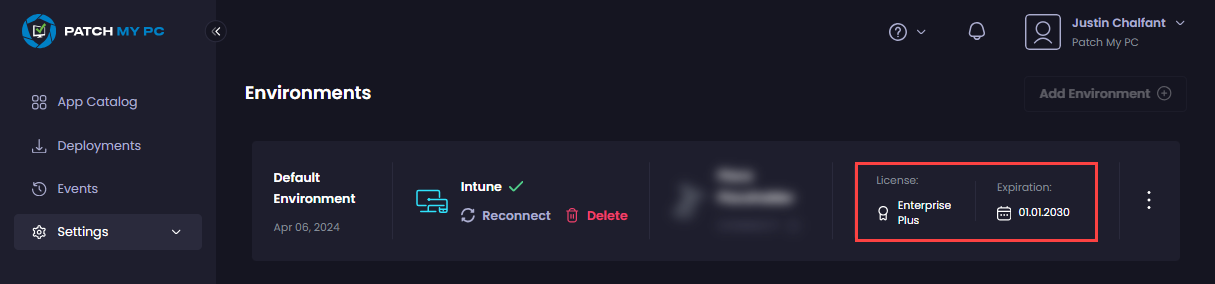 PATCH MY PC
Justin Chalfant
Patch My PC
Environments
Add Environment
App Catalog
Deployments
Events
Settings
Default
Environment
Apr 06, 2024
Intune
Reconnect
Delete
License:
Enterprise
Plus
Expiration:
01.01.2030